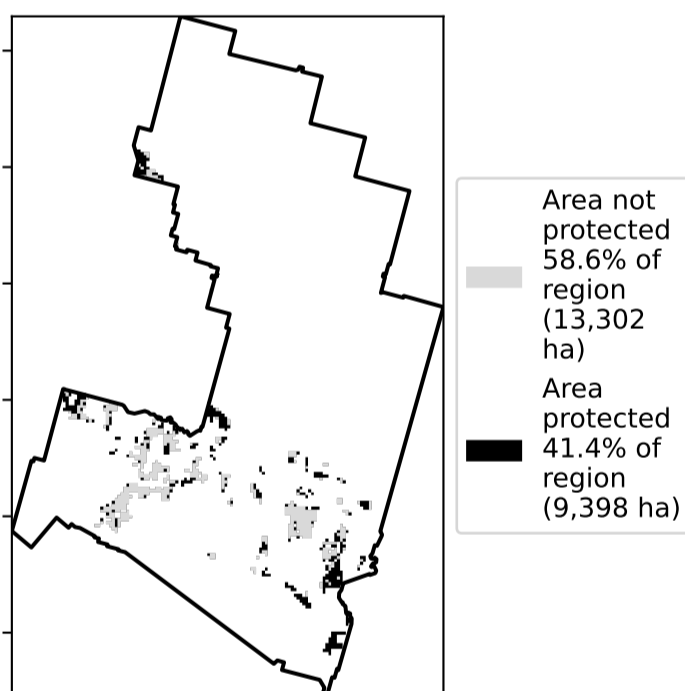 Area not
protected
58.6% of
region
(13,302
ha)
Area
protected
41.4% of
region
(9,398 ha)